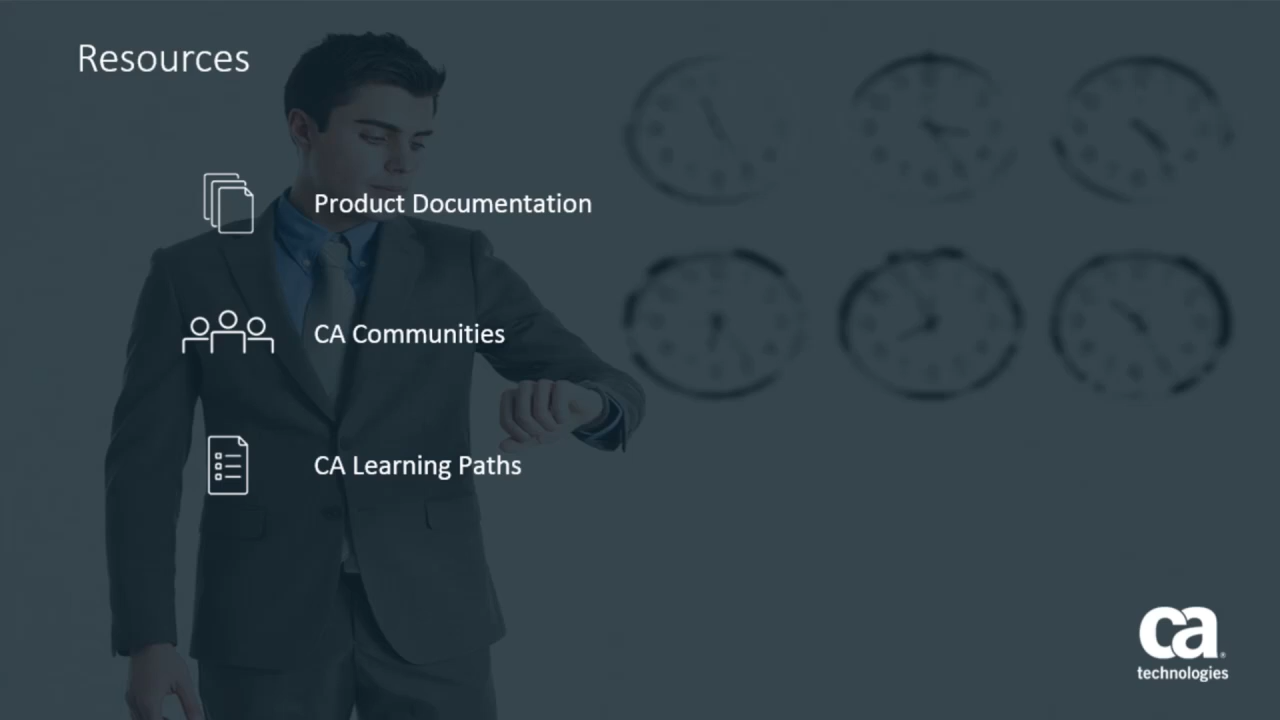 Resources
Product Documentation
CA Communities
CA Learning Paths
ca®
technologies